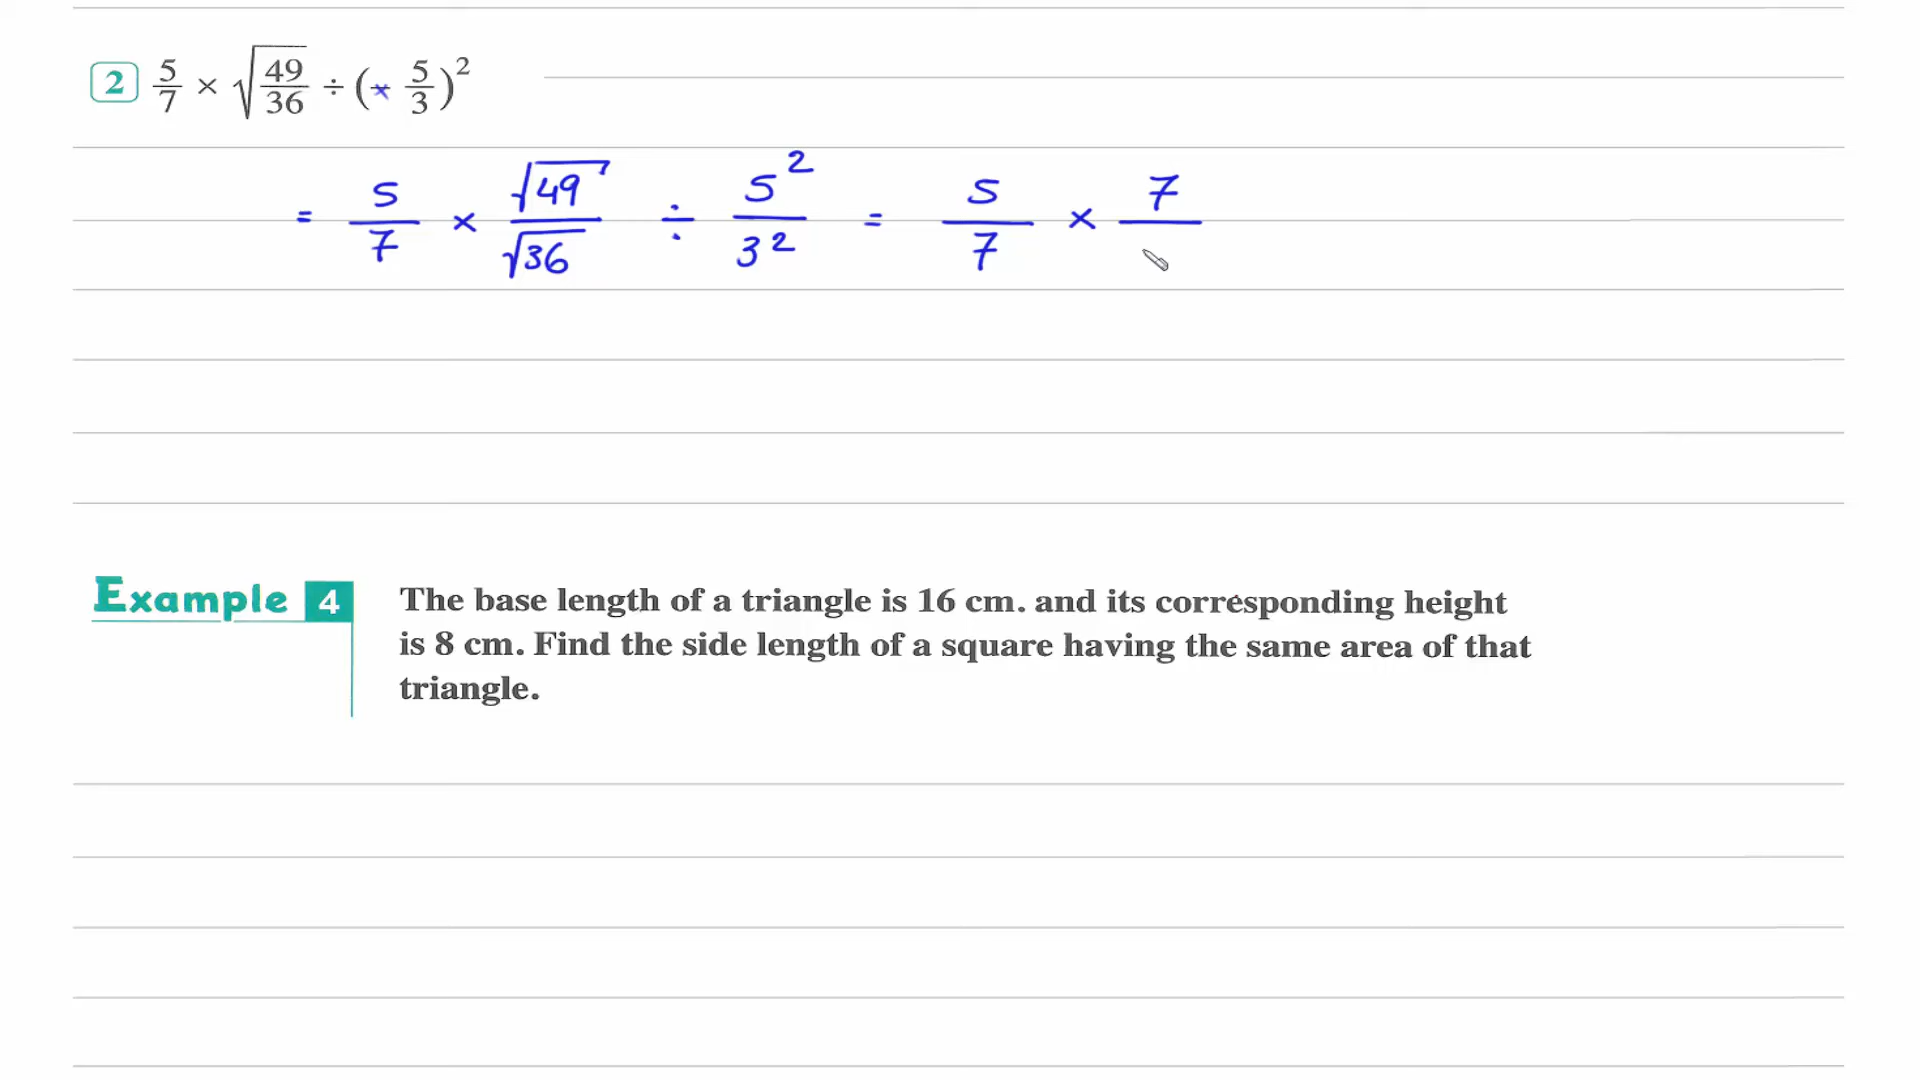 2 5/7 × √(49/36) ÷ (- 5/3)²
= 5/7 × √49/√36 ÷ 5²/3² = 5/7 × 7/
Example 4 The base length of a triangle is 16 cm. and its corresponding height
is 8 cm. Find the side length of a square having the same area of that
triangle.